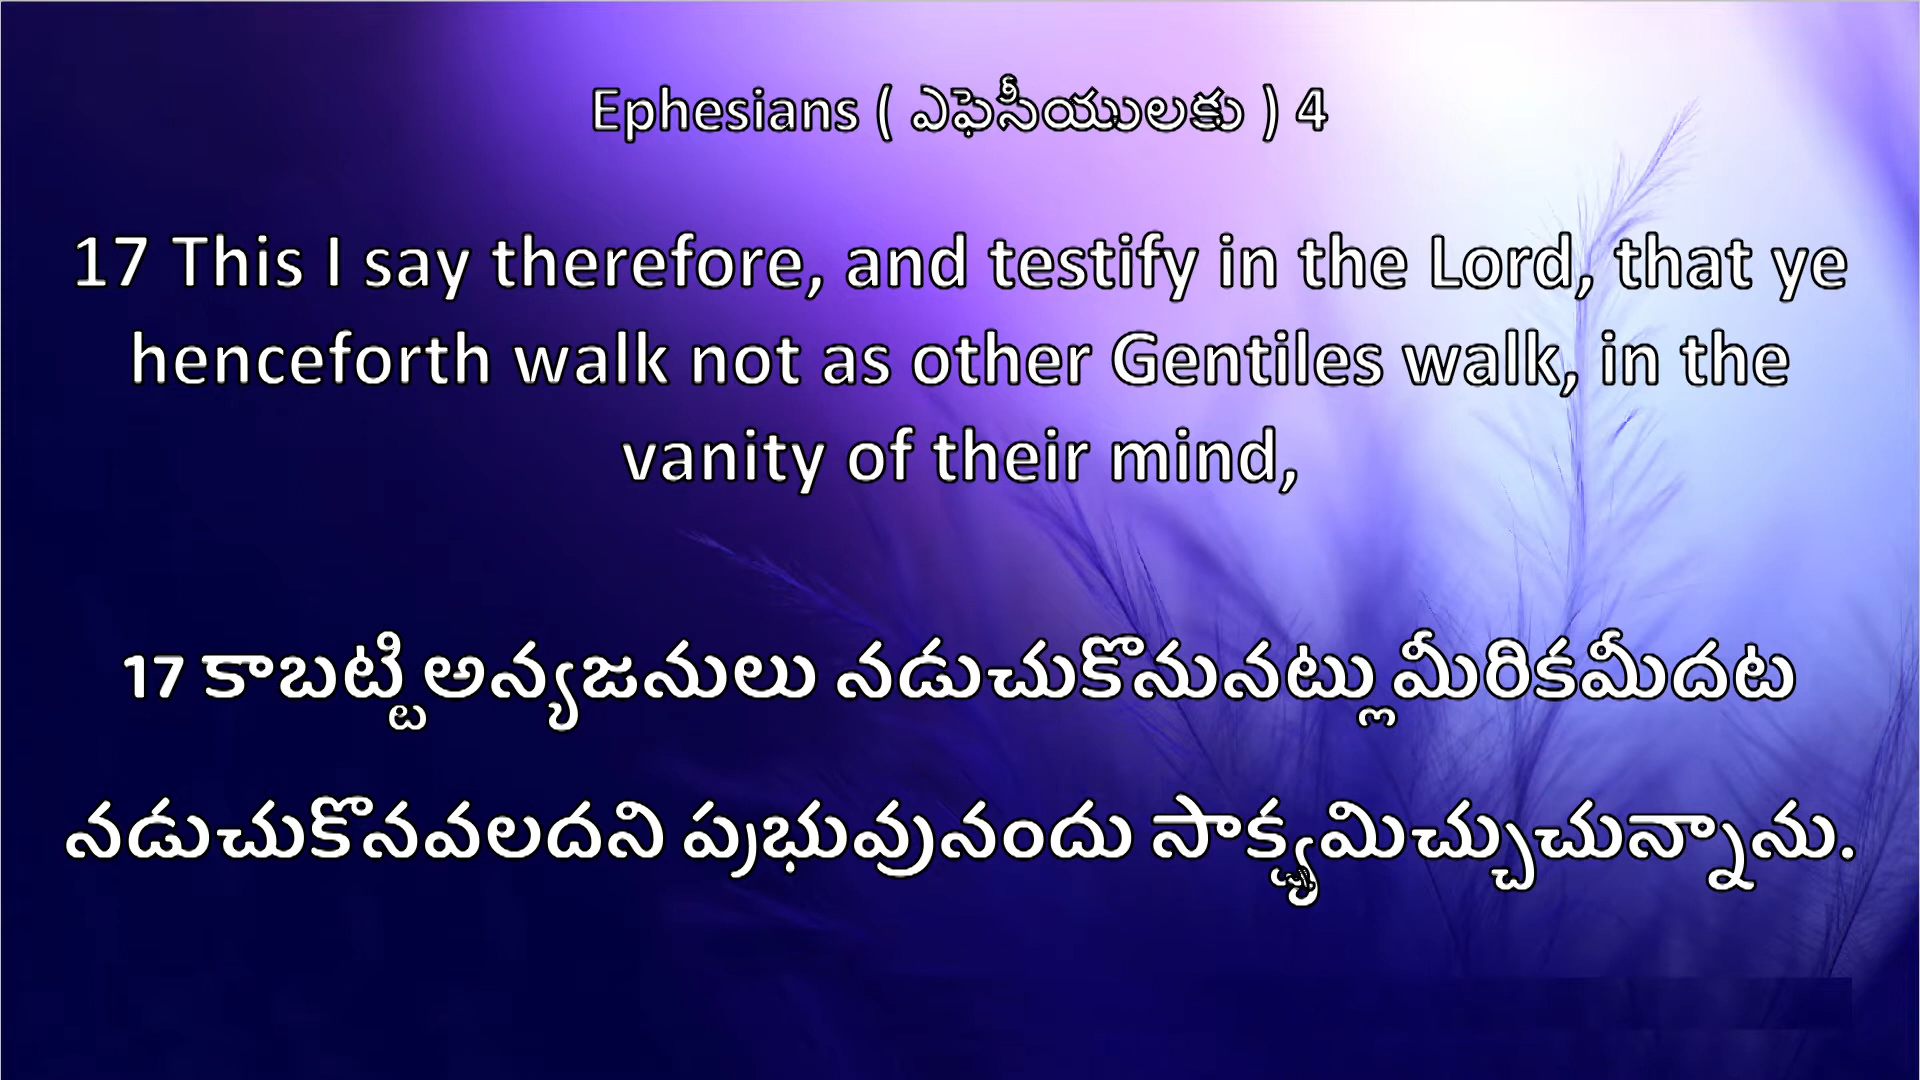 Ephesians ( ఎఫెసీయులకు ) 4
17 This I say therefore, and testify in the Lord, that ye
henceforth walk not as other Gentiles walk, in the
vanity of their mind,
17 కాబట్టి అన్యజనులు నడుచుకొనునట్లు మీరికమీదట
నడుచుకొనవలదని ప్రభువునందు సాక్ష్యమిచ్చుచున్నాను.